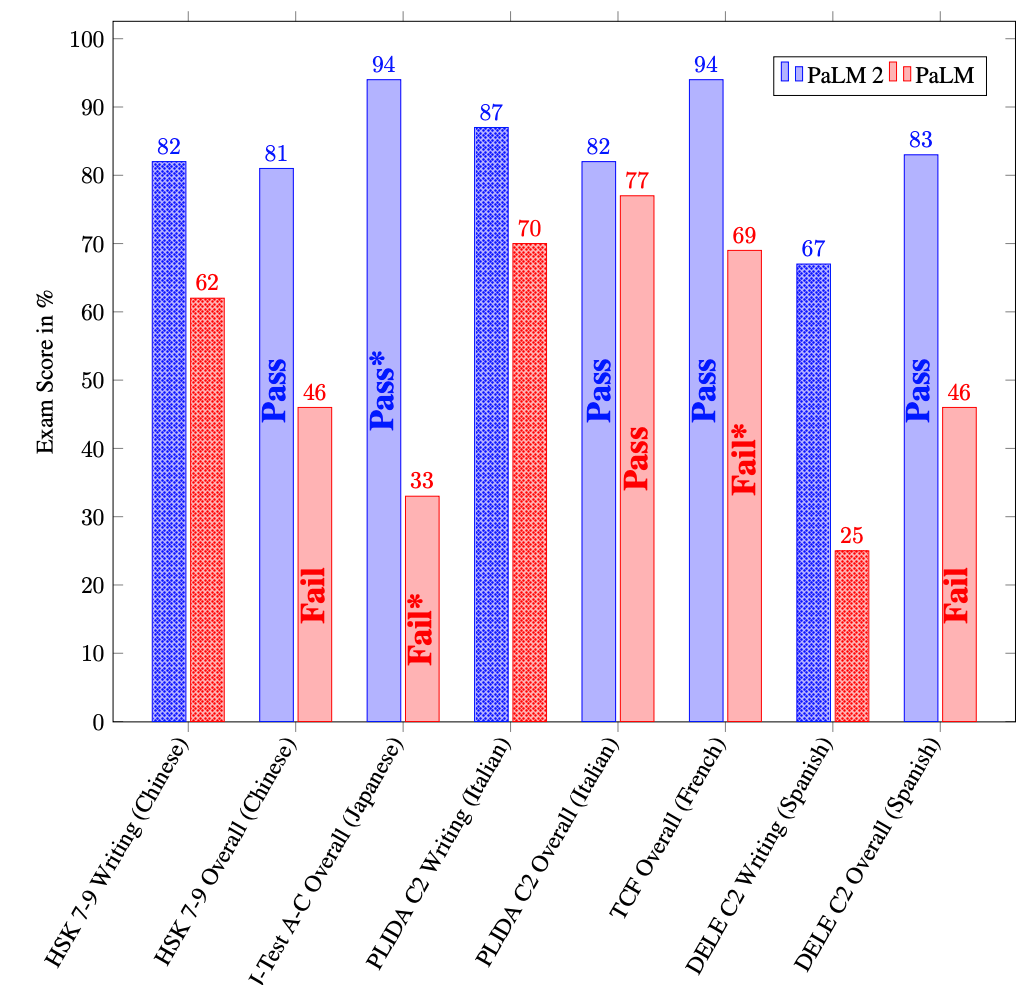 100
90
80
70
60
50
40
30
20
10
0
Exam Score in %
PaLM 2 PaLM
82
62
81
46
94
33
87
70
82
77
94
69
67
25
83
46
Pass
Fail
Pass*
Fail*
Pass
Pass
Pass
Fail*
Pass
Fail
HSK 7-9 Writing (Chinese)
HSK 7-9 Overall (Chinese)
J-Test A-C Overall (Japanese)
PLIDA C2 Writing (Italian)
PLIDA C2 Overall (Italian)
TCF Overall (French)
DELE C2 Writing (Spanish)
DELE C2 Overall (Spanish)